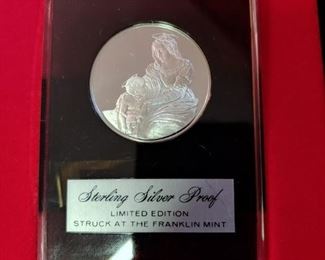 Sterling Silver Proof
LIMITED EDITION
STRUCK AT THE FRANKLIN MINT